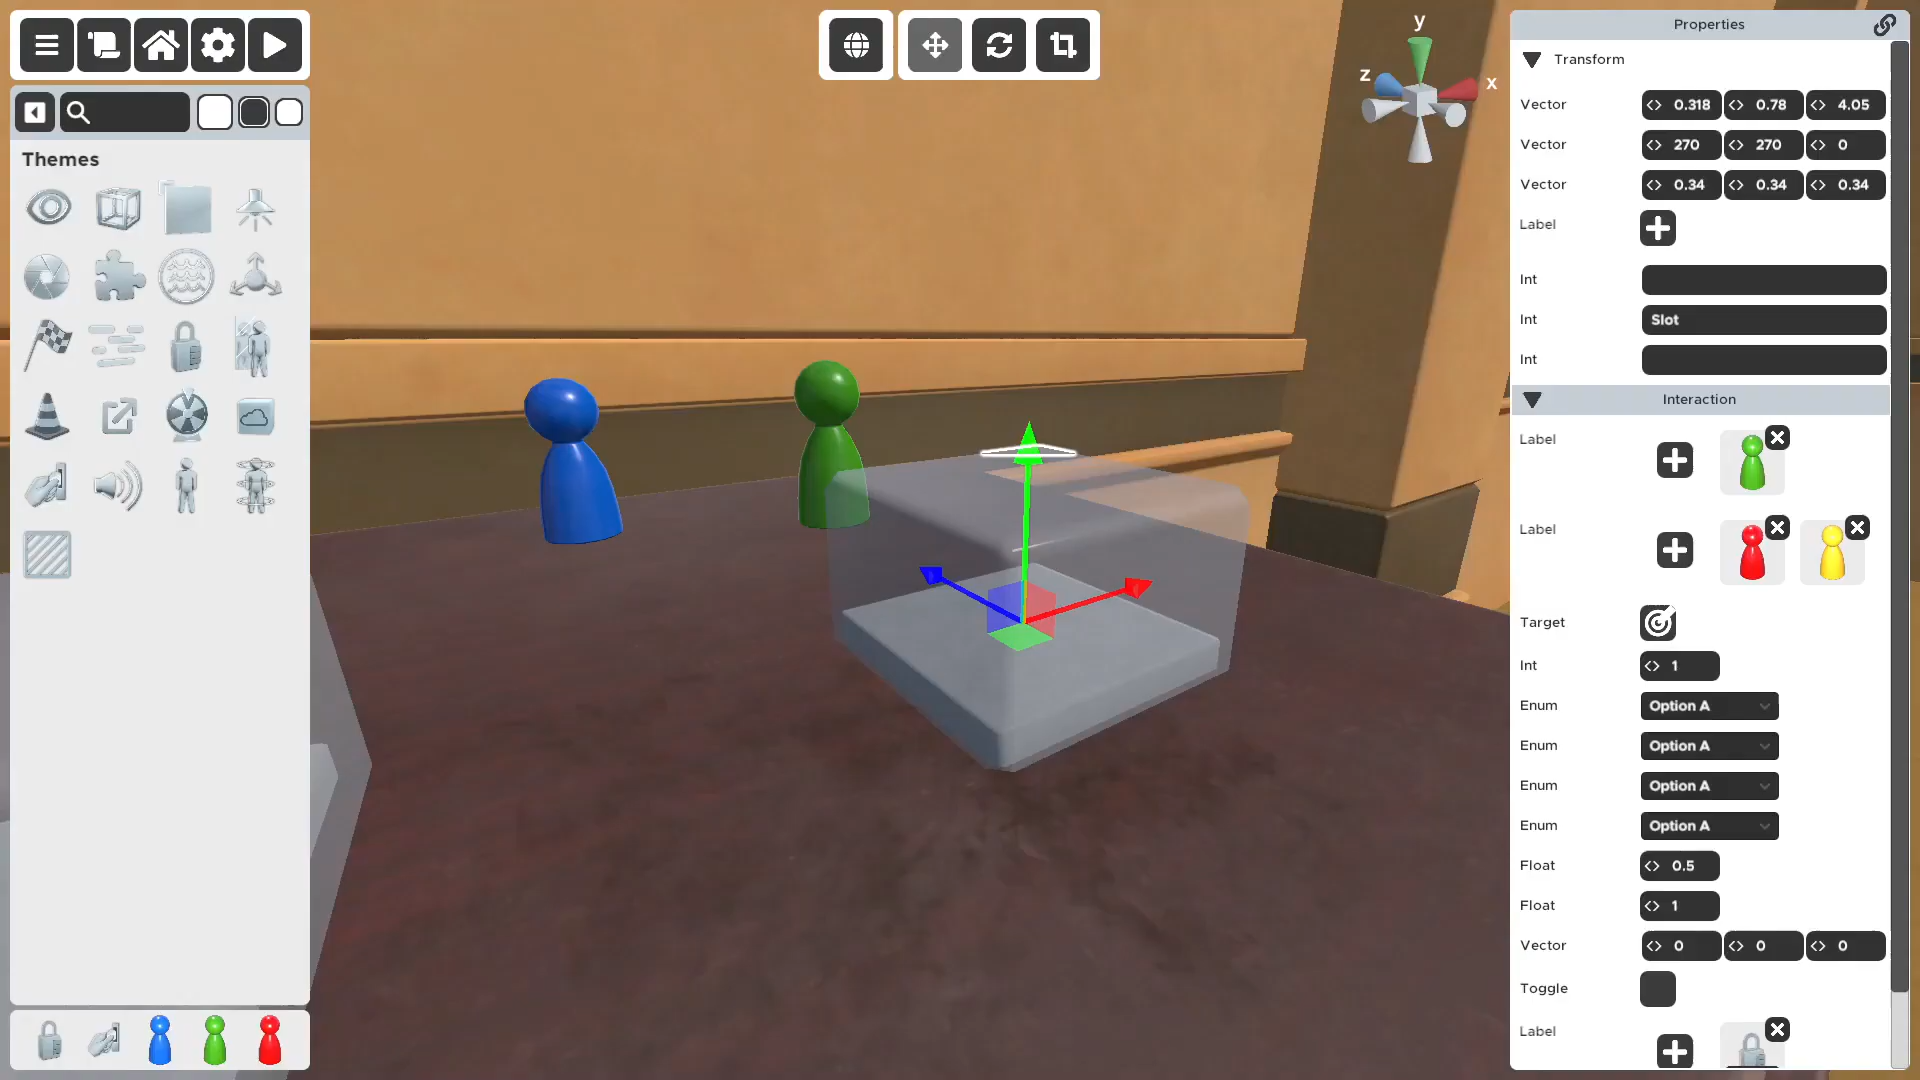 Properties
Transform
Vector 0.318 0.78 4.05
Vector 270 270 0
Vector 0.34 0.34 0.34
Label
Int
Int Slot
Int
Interaction
Label
Label
Target
Int 1
Enum Option A
Enum Option A
Enum Option A
Enum Option A
Float 0.5
Float 1
Vector 0 0 0
Toggle
Label
Themes
y
z
x